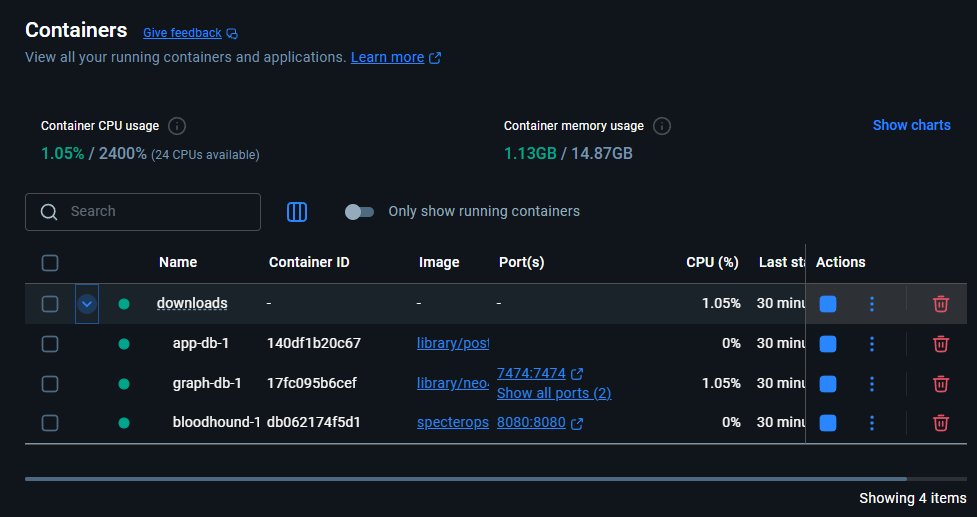 Containers Give feedback
View all your running containers and applications. Learn more
Container CPU usage
1.05% / 2400% (24 CPUs available)
Container memory usage
1.13GB / 14.87GB
Show charts
Search
Only show running containers
Name Container ID Image Port(s) CPU (%) Last sta Actions
downloads - - - 1.05% 30 minu
app-db-1 140df1b20c67 library/post 0% 30 minu
graph-db-1 17fc095b6cef library/neo4 7474:7474 1.05% 30 minu
Show all ports (2)
bloodhound-1 db062174f5d1 specterops 8080:8080 0% 30 minu
Showing 4 items